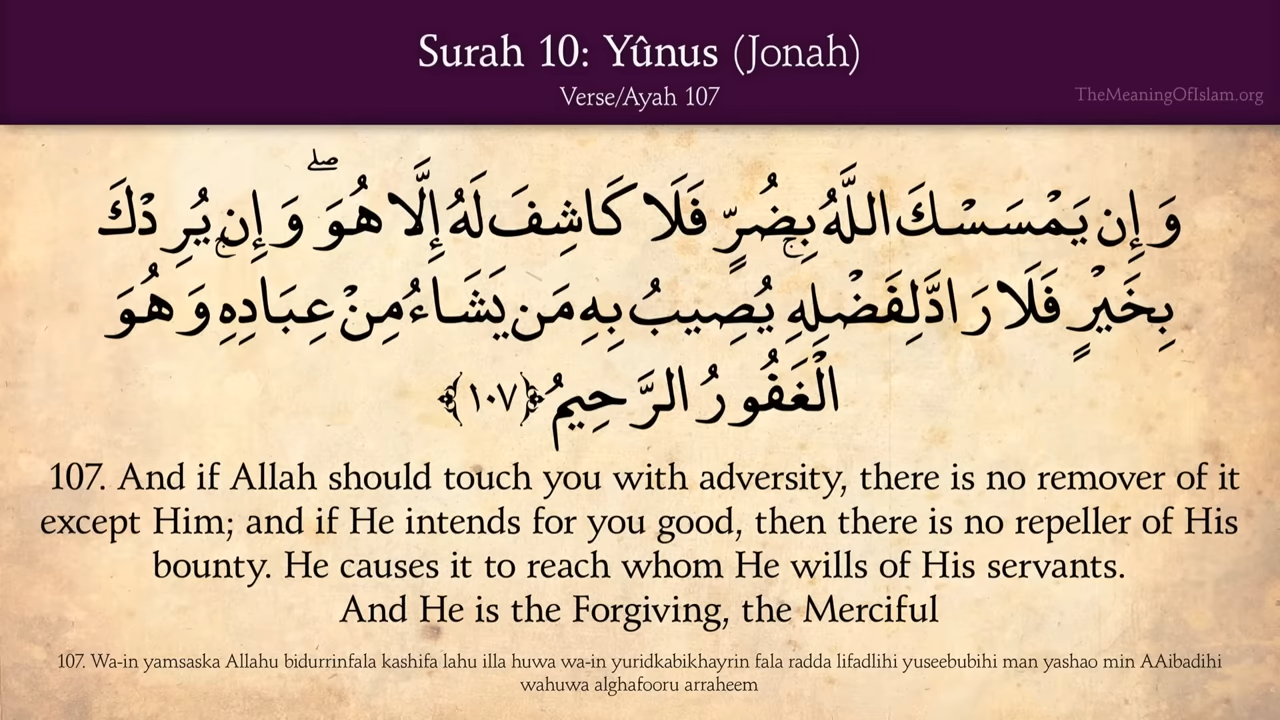 Surah 10: Yûnus (Jonah)
Verse/Ayah 107
TheMeaningOfIslam.org
وَإِن يَمْسَسْكَ اللَّهُ بِضُرٍّ فَلَا كَاشِفَ لَهُ إِلَّا هُوَ ۖ وَإِن يُرِدْكَ
بِخَيْرٍ فَلَا رَادَّ لِفَضْلِهِ يُصِيبُ بِهِ مَن يَشَاءُ مِنْ عِبَادِهِ وَهُوَ
الْغَفُورُ الرَّحِيمُ ﴿١٠٧﴾
107. And if Allah should touch you with adversity, there is no remover of it
except Him; and if He intends for you good, then there is no repeller of His
bounty. He causes it to reach whom He wills of His servants.
And He is the Forgiving, the Merciful
107. Wa-in yamsaska Allahu bidurrinfala kashifa lahu illa huwa wa-in yuridkabikhayrin fala radda lifadlihi yuseebubihi man yashao min AAibadihi
wahuwa alghafooru arraheem